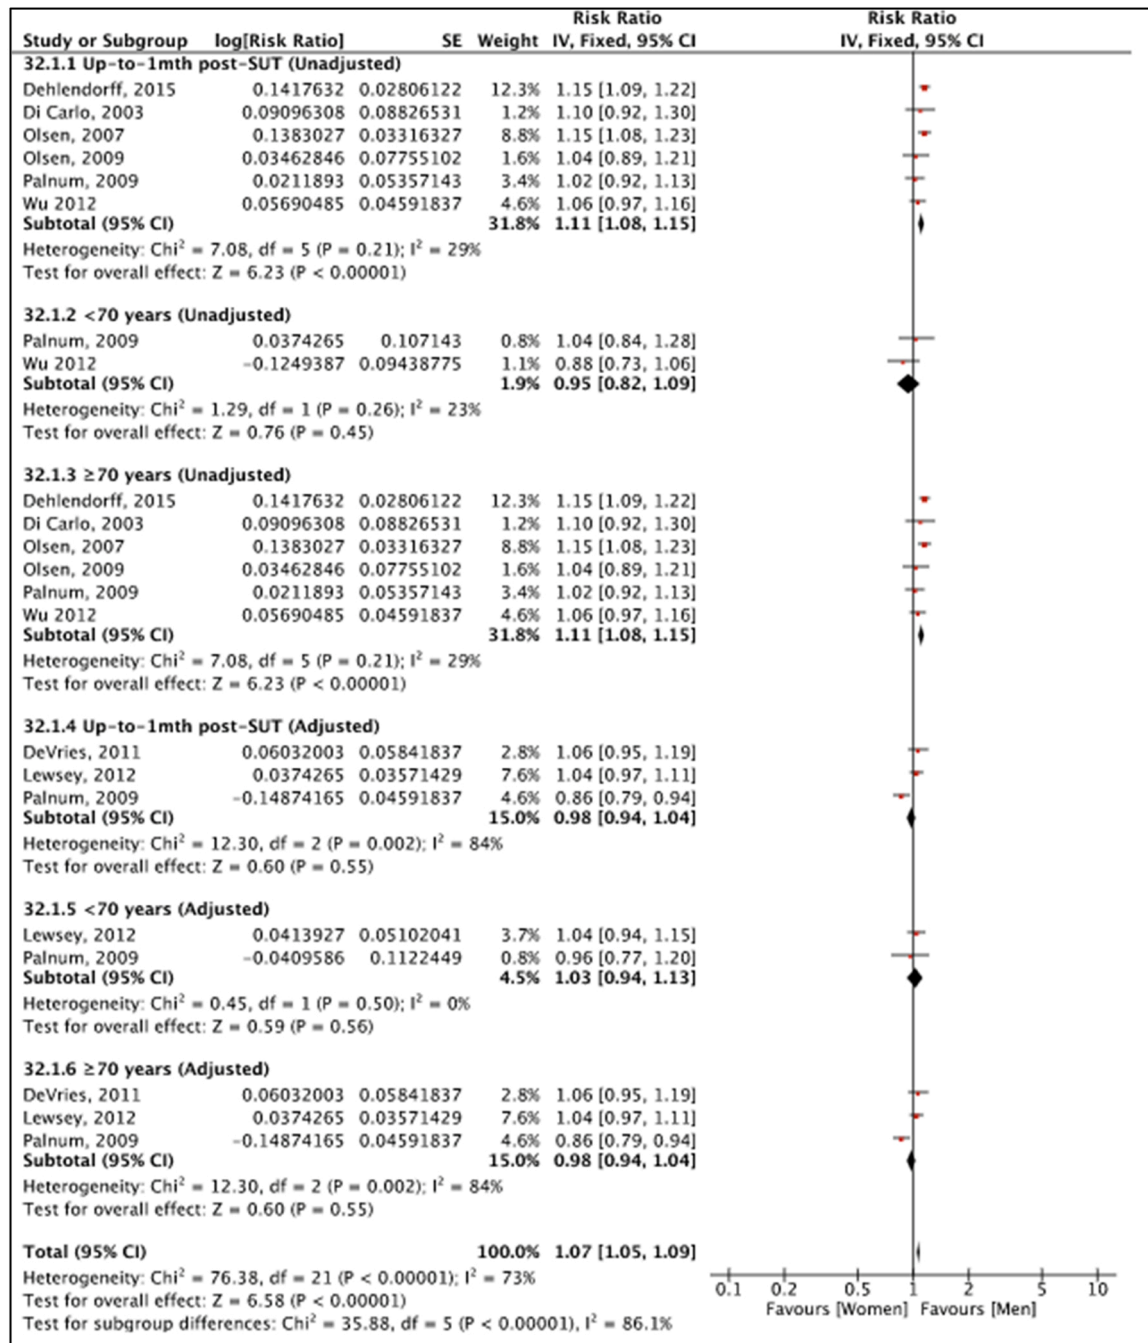 Risk Ratio Risk Ratio
Study or Subgroup log[Risk Ratio] SE Weight IV, Fixed, 95% CI IV, Fixed, 95% CI
32.1.1 Up-to-1mth post-SUT (Unadjusted)
Dehlendorff, 2015 0.1417632 0.02806122 12.3% 1.15 [1.09, 1.22]
Di Carlo, 2003 0.09096308 0.08826531 1.2% 1.10 [0.92, 1.30]
Olsen, 2007 0.1383027 0.03316327 8.8% 1.15 [1.08, 1.23]
Olsen, 2009 0.03462846 0.07755102 1.6% 1.04 [0.89, 1.21]
Palnum, 2009 0.0211893 0.05357143 3.4% 1.02 [0.92, 1.13]
Wu 2012 0.05690485 0.04591837 4.6% 1.06 [0.97, 1.16]
Subtotal (95% CI) 31.8% 1.11 [1.08, 1.15]
Heterogeneity: Chi² = 7.08, df = 5 (P = 0.21); I² = 29%
Test for overall effect: Z = 6.23 (P < 0.00001)
32.1.2 <70 years (Unadjusted)
Palnum, 2009 0.0374265 0.107143 0.8% 1.04 [0.84, 1.28]
Wu 2012 -0.1249387 0.09438775 1.1% 0.88 [0.73, 1.06]
Subtotal (95% CI) 1.9% 0.95 [0.82, 1.09]
Heterogeneity: Chi² = 1.29, df = 1 (P = 0.26); I² = 23%
Test for overall effect: Z = 0.76 (P = 0.45)
32.1.3 ≥70 years (Unadjusted)
Dehlendorff, 2015 0.1417632 0.02806122 12.3% 1.15 [1.09, 1.22]
Di Carlo, 2003 0.09096308 0.08826531 1.2% 1.10 [0.92, 1.30]
Olsen, 2007 0.1383027 0.03316327 8.8% 1.15 [1.08, 1.23]
Olsen, 2009 0.03462846 0.07755102 1.6% 1.04 [0.89, 1.21]
Palnum, 2009 0.0211893 0.05357143 3.4% 1.02 [0.92, 1.13]
Wu 2012 0.05690485 0.04591837 4.6% 1.06 [0.97, 1.16]
Subtotal (95% CI) 31.8% 1.11 [1.08, 1.15]
Heterogeneity: Chi² = 7.08, df = 5 (P = 0.21); I² = 29%
Test for overall effect: Z = 6.23 (P < 0.00001)
32.1.4 Up-to-1mth post-SUT (Adjusted)
DeVries, 2011 0.06032003 0.05841837 2.8% 1.06 [0.95, 1.19]
Lewsey, 2012 0.0374265 0.03571429 7.6% 1.04 [0.97, 1.11]
Palnum, 2009 -0.14874165 0.04591837 4.6% 0.86 [0.79, 0.94]
Subtotal (95% CI) 15.0% 0.98 [0.94, 1.04]
Heterogeneity: Chi² = 12.30, df = 2 (P = 0.002); I² = 84%
Test for overall effect: Z = 0.60 (P = 0.55)
32.1.5 <70 years (Adjusted)
Lewsey, 2012 0.0413927 0.05102041 3.7% 1.04 [0.94, 1.15]
Palnum, 2009 -0.0409586 0.1122449 0.8% 0.96 [0.77, 1.20]
Subtotal (95% CI) 4.5% 1.03 [0.94, 1.13]
Heterogeneity: Chi² = 0.45, df = 1 (P = 0.50); I² = 0%
Test for overall effect: Z = 0.59 (P = 0.56)
32.1.6 ≥70 years (Adjusted)
DeVries, 2011 0.06032003 0.05841837 2.8% 1.06 [0.95, 1.19]
Lewsey, 2012 0.0374265 0.03571429 7.6% 1.04 [0.97, 1.11]
Palnum, 2009 -0.14874165 0.04591837 4.6% 0.86 [0.79, 0.94]
Subtotal (95% CI) 15.0% 0.98 [0.94, 1.04]
Heterogeneity: Chi² = 12.30, df = 2 (P = 0.002); I² = 84%
Test for overall effect: Z = 0.60 (P = 0.55)
Total (95% CI) 100.0% 1.07 [1.05, 1.09]
Heterogeneity: Chi² = 76.38, df = 21 (P < 0.00001); I² = 73%
Test for overall effect: Z = 6.58 (P < 0.00001)
Test for subgroup differences: Chi² = 35.88, df = 5 (P < 0.00001), I² = 86.1%
0.1 0.2 0.5 1 2 5 10
Favours [Women] Favours [Men]